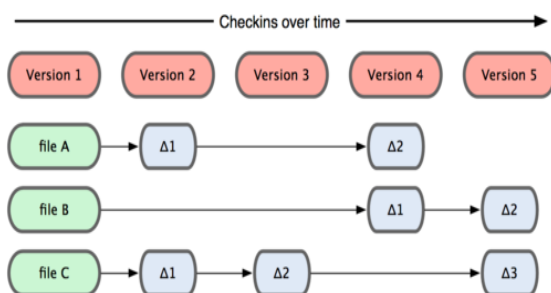 Checkins over time
Version 1 Version 2 Version 3 Version 4 Version 5
file A Δ1 Δ2
file B Δ1 Δ2
file C Δ1 Δ2 Δ3